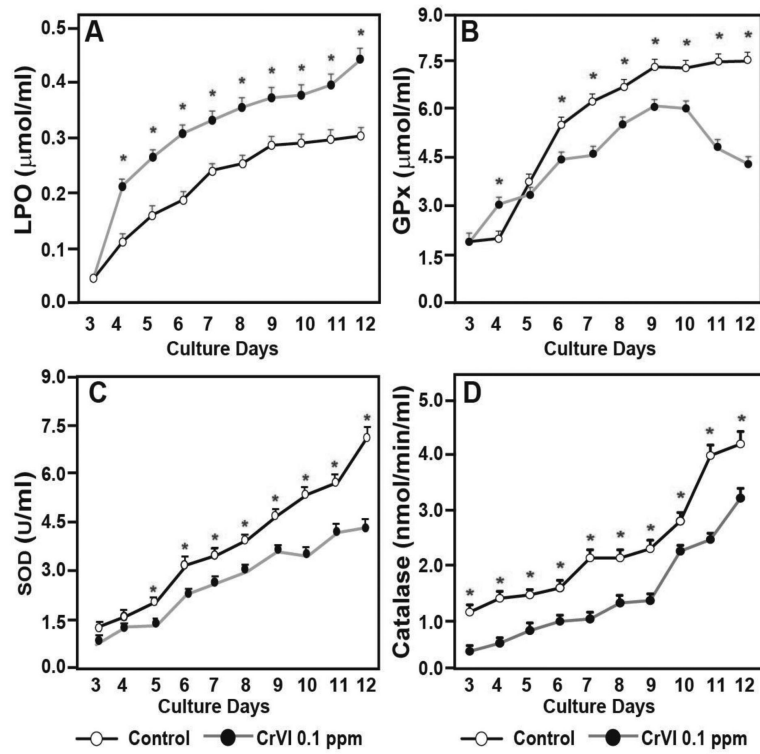 A
LPO (μmol/ml)
0.5
0.4
0.3
0.2
0.1
0.0
* * * * * * * * *
3 4 5 6 7 8 9 10 11 12
Culture Days
B
GPx (μmol/ml)
9.0
7.5
6.0
4.5
3.0
1.5
0.0
* * * * * * * *
3 4 5 6 7 8 9 10 11 12
Culture Days
C
SOD (U/ml)
9.0
7.5
6.0
4.5
3.0
1.5
0.0
* * * * * * * *
3 4 5 6 7 8 9 10 11 12
Culture Days
D
Catalase (nmol/min/ml)
5.0
4.0
3.0
2.0
1.0
0.0
* * * * * * * * * *
3 4 5 6 7 8 9 10 11 12
Culture Days
Control CrVI 0.1 ppm
Control CrVI 0.1 ppm